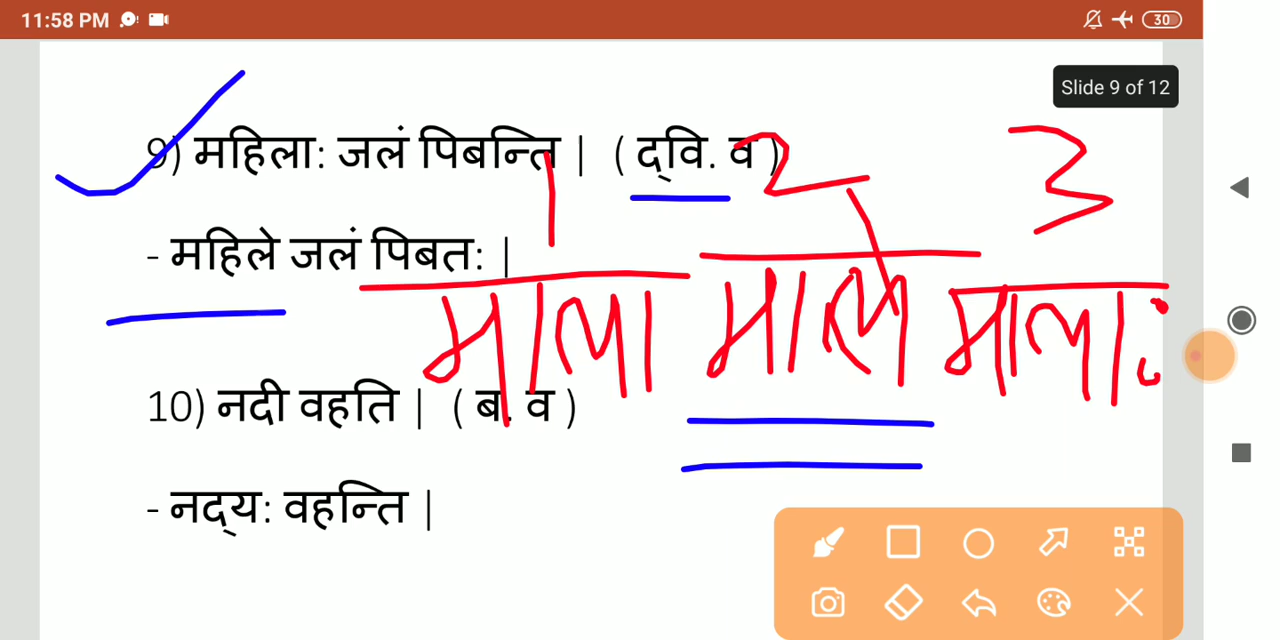 11:58 PM
30
Slide 9 of 12
9) महिला: जलं पिबन्ति | ( द्वि. व )
1 2 3
- महिले जलं पिबत: |
माला माले माला:
10) नदी वहति | ( ब. व )
- नद्य: वहन्ति |